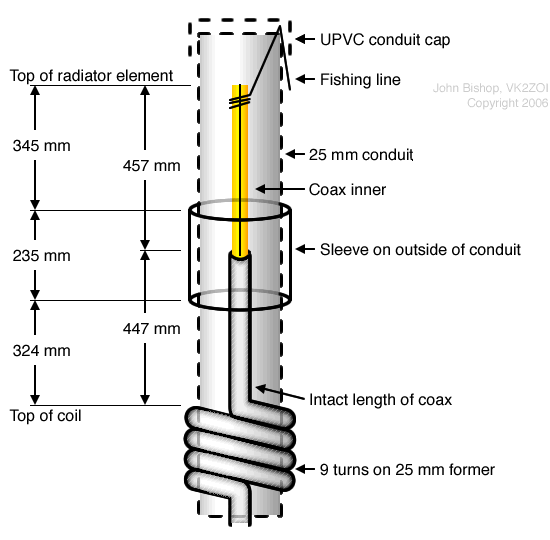 UPVC conduit cap
Top of radiator element
Fishing line
John Bishop, VK2ZOI
Copyright 2006
345 mm
457 mm
25 mm conduit
Coax inner
235 mm
Sleeve on outside of conduit
447 mm
324 mm
Intact length of coax
Top of coil
9 turns on 25 mm former